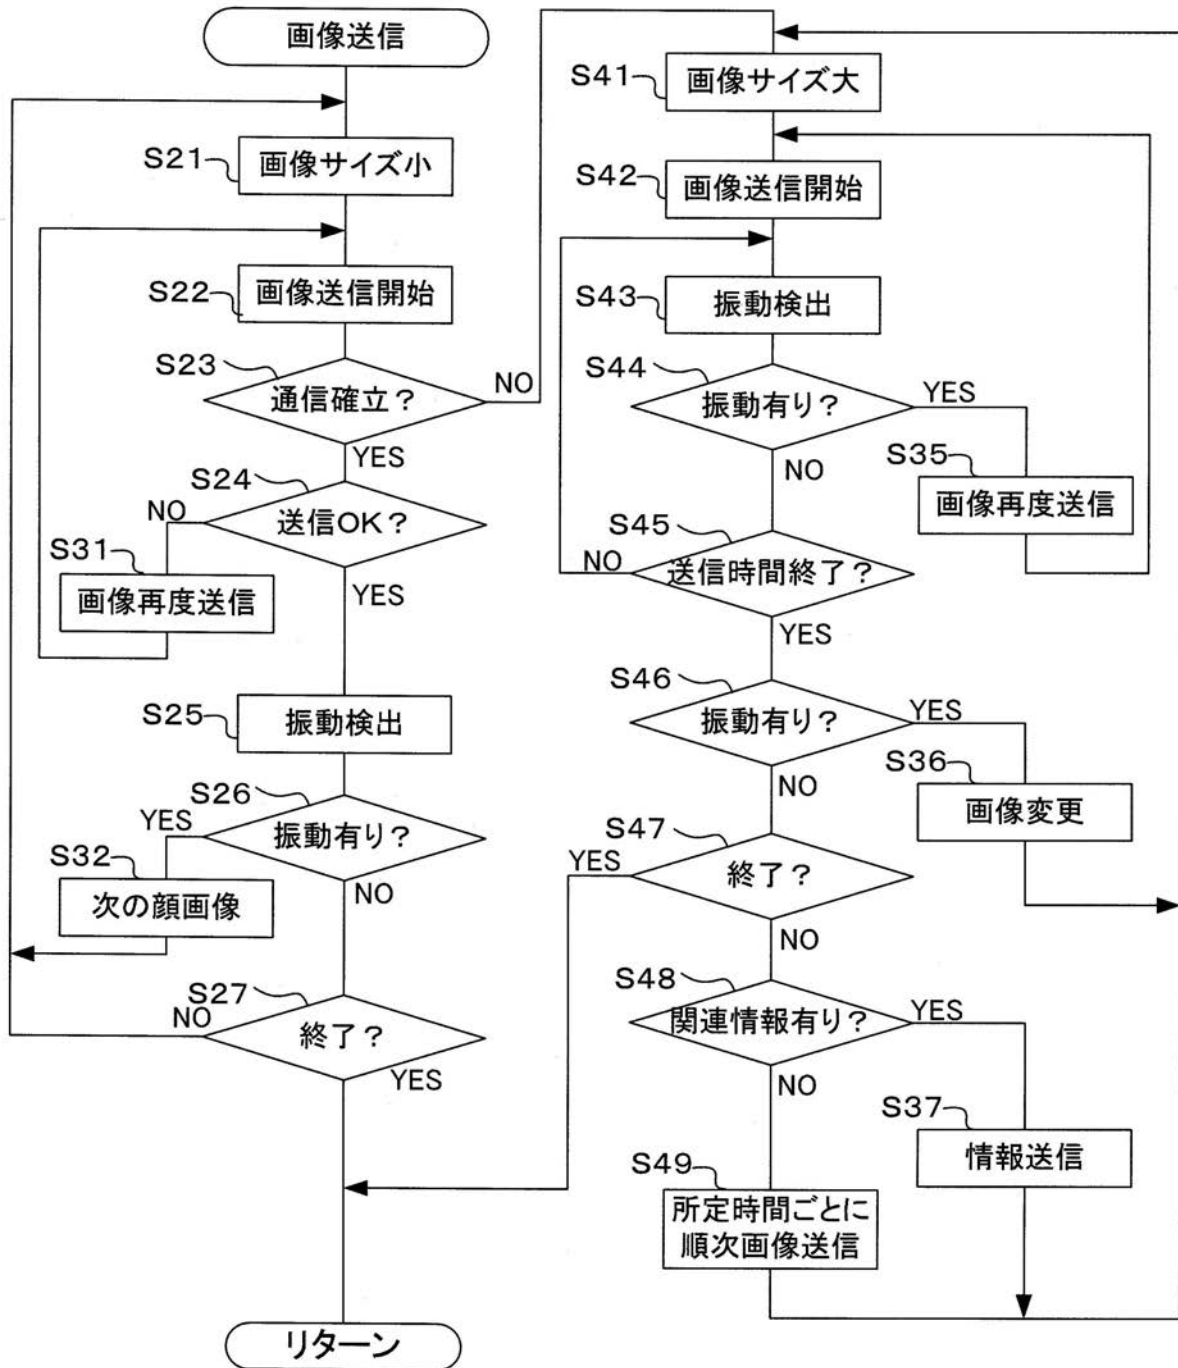 画像送信
S21
画像サイズ小
S22
画像送信開始
S23
通信確立?
NO
YES
S24
送信OK?
NO
YES
S31
画像再度送信
S25
振動検出
S26
振動有り?
YES
NO
S32
次の顔画像
S27
終了?
NO
YES
リターン
S41
画像サイズ大
S42
画像送信開始
S43
振動検出
S44
振動有り?
YES
NO
S35
画像再度送信
S45
送信時間終了?
NO
YES
S46
振動有り?
YES
NO
S36
画像変更
S47
終了?
YES
NO
S48
関連情報有り?
YES
NO
S37
情報送信
S49
所定時間ごとに
順次画像送信